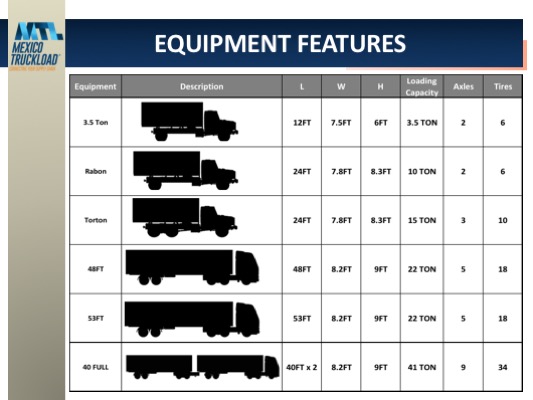 MTL
MEXICO
TRUCKLOAD
EQUIPMENT FEATURES
Equipment Description L W H Loading Capacity Axles Tires
3.5 Ton 12FT 7.5FT 6FT 3.5 TON 2 6
Rabon 24FT 7.8FT 8.3FT 10 TON 2 6
Torton 24FT 7.8FT 8.3FT 15 TON 3 10
48FT 48FT 8.2FT 9FT 22 TON 5 18
53FT 53FT 8.2FT 9FT 22 TON 5 18
40 FULL 40FT x 2 8.2FT 9FT 41 TON 9 34